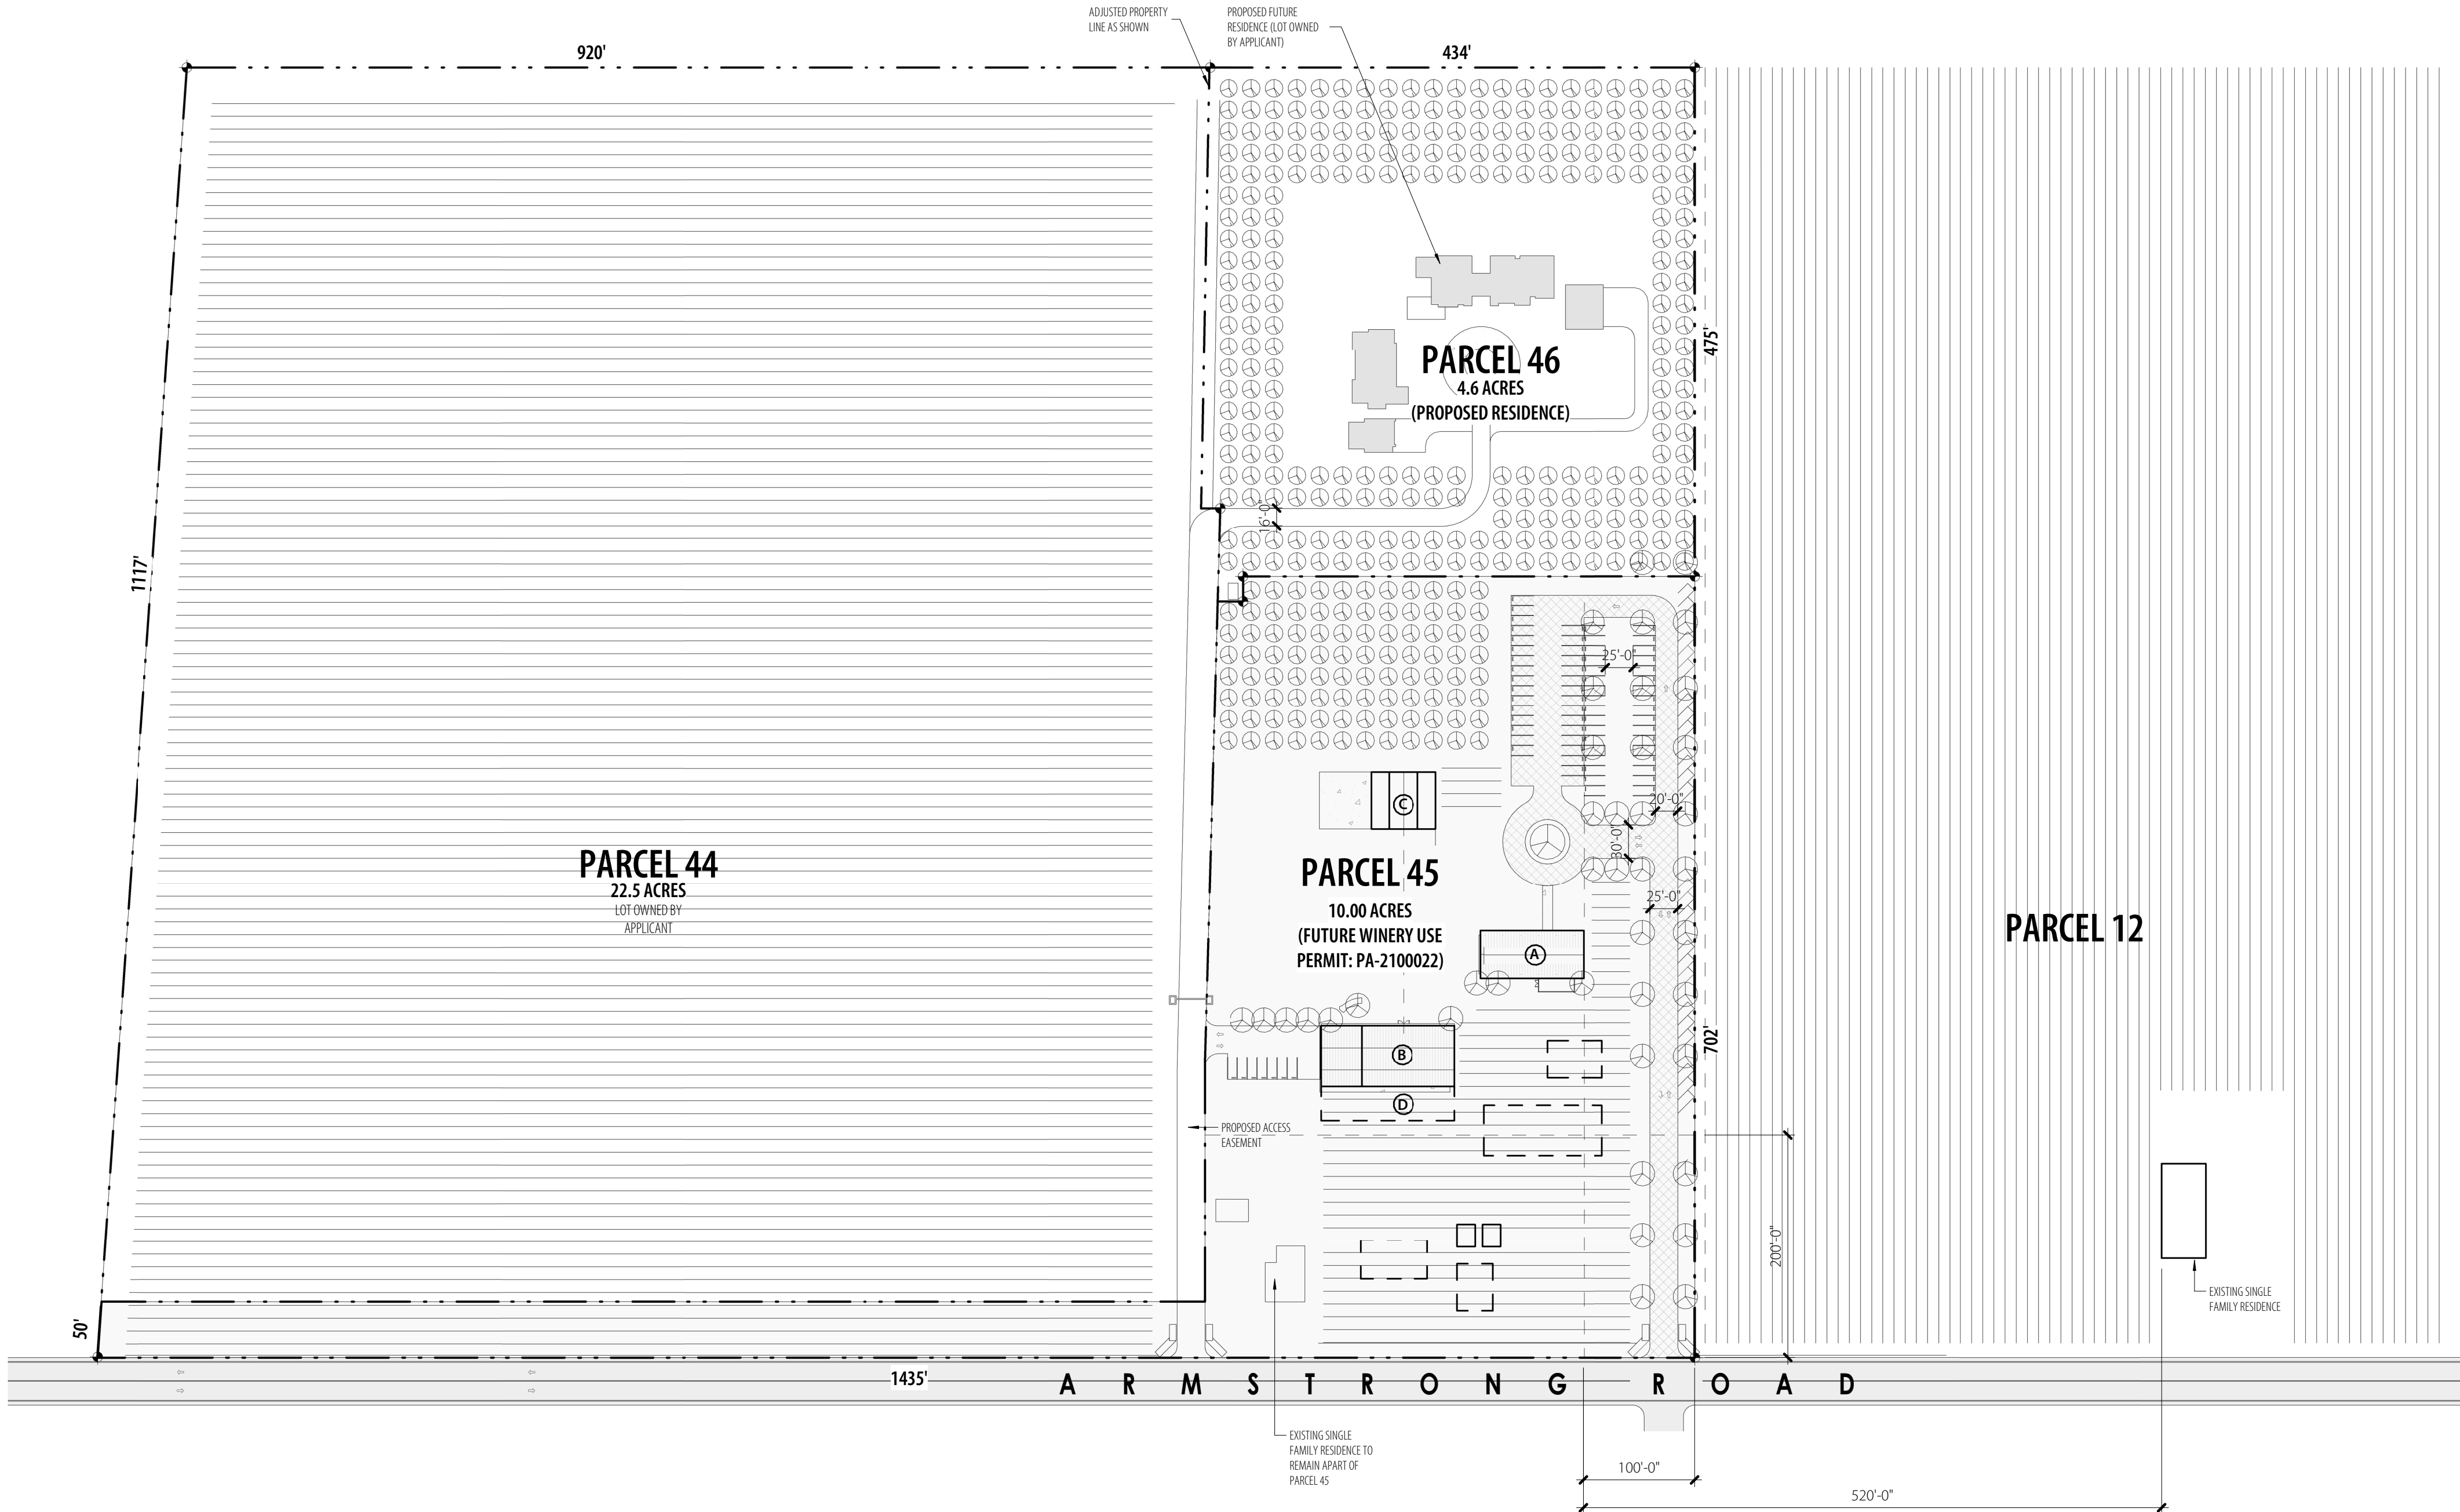 ADJUSTED PROPERTY
LINE AS SHOWN
PROPOSED FUTURE
RESIDENCE (LOT OWNED
BY APPLICANT)
920'
434'
475'
PARCEL 46
4.6 ACRES
(PROPOSED RESIDENCE)
16'-0"
1117'
25'-0"
20'-0"
30'-0"
25'-0"
C
PARCEL 44
22.5 ACRES
LOT OWNED BY
APPLICANT
PARCEL 45
10.00 ACRES
(FUTURE WINERY USE
PERMIT: PA-2100022)
A
PARCEL 12
B
D
702'
PROPOSED ACCESS
EASEMENT
200'-0"
EXISTING SINGLE
FAMILY RESIDENCE
50'
1435'
ARMSTRONG ROAD
EXISTING SINGLE
FAMILY RESIDENCE TO
REMAIN APART OF
PARCEL 45
100'-0"
520'-0"